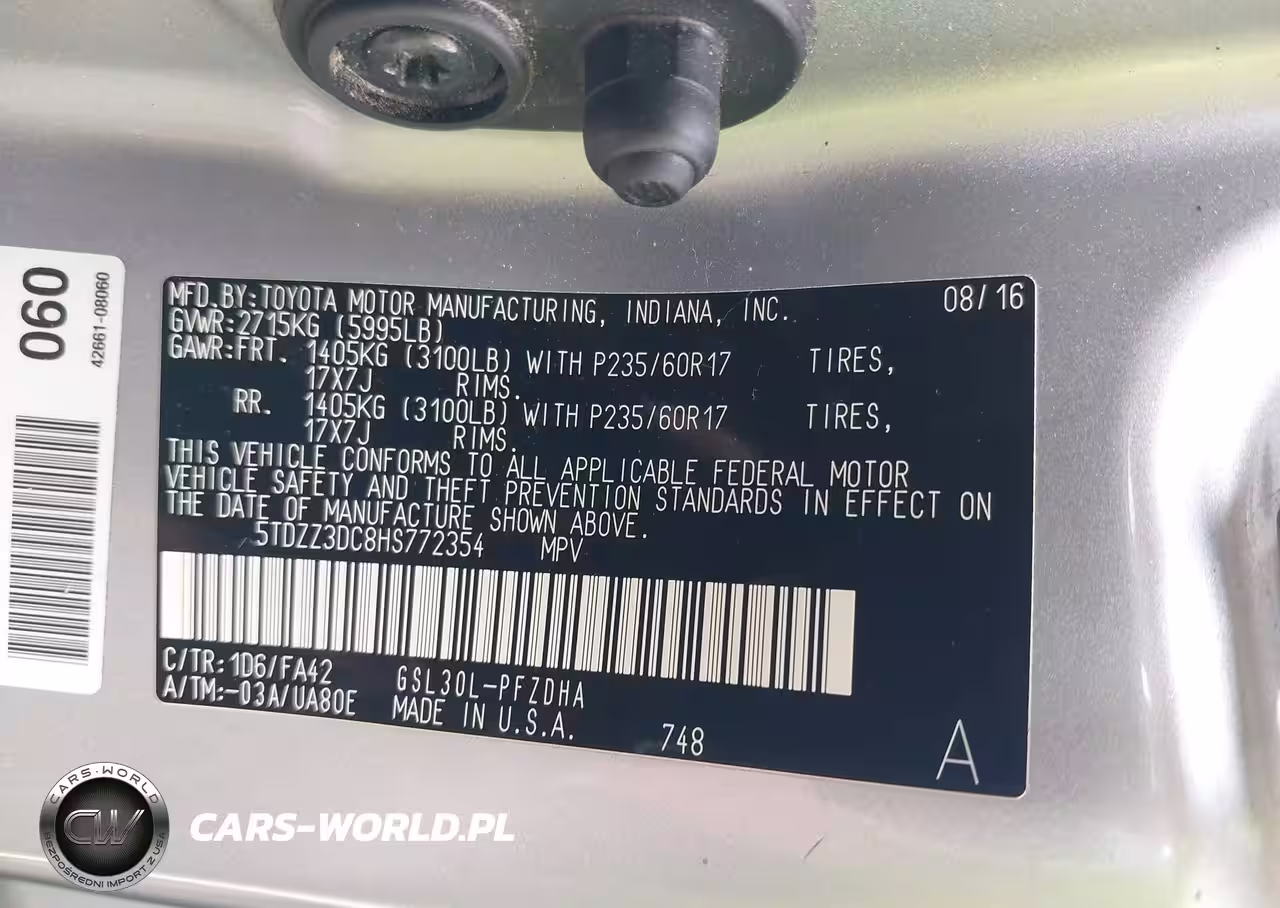 060
42661-08060
MFD.BY:TOYOTA MOTOR MANUFACTURING, INDIANA, INC. 08/16
GVWR:2715KG (5995LB)
GAWR:FRT. 1405KG (3100LB) WITH P235/60R17 TIRES,
17X7J RIMS.
RR. 1405KG (3100LB) WITH P235/60R17 TIRES,
17X7J RIMS.
THIS VEHICLE CONFORMS TO ALL APPLICABLE FEDERAL MOTOR
VEHICLE SAFETY AND THEFT PREVENTION STANDARDS IN EFFECT ON
THE DATE OF MANUFACTURE SHOWN ABOVE.
5TDZZ3DC8HS772354 MPV
C/TR:1D6/FA42 GSL30L-PFZDHA
A/TM:-03A/UA80E MADE IN U.S.A. 748 A
CARS-WORLD
CW
BEZPOŚREDNI IMPORT Z USA
CARS-WORLD.PL